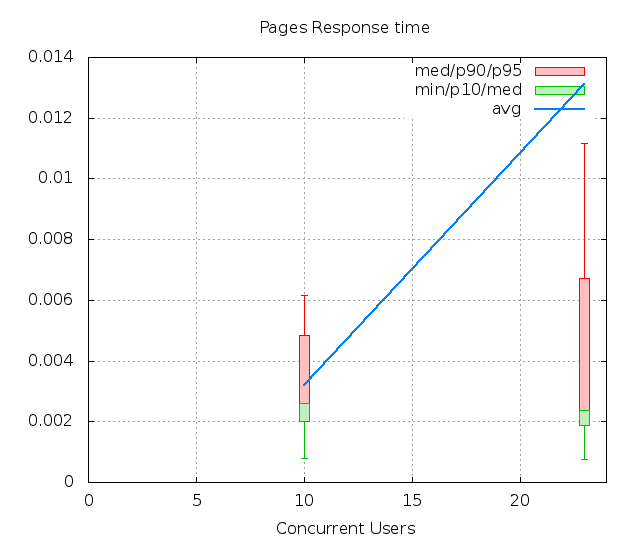 Pages Response time
0.014
0.012
0.01
0.008
0.006
0.004
0.002
0
med/p90/p95
min/p10/med
avg
0 5 10 15 20
Concurrent Users